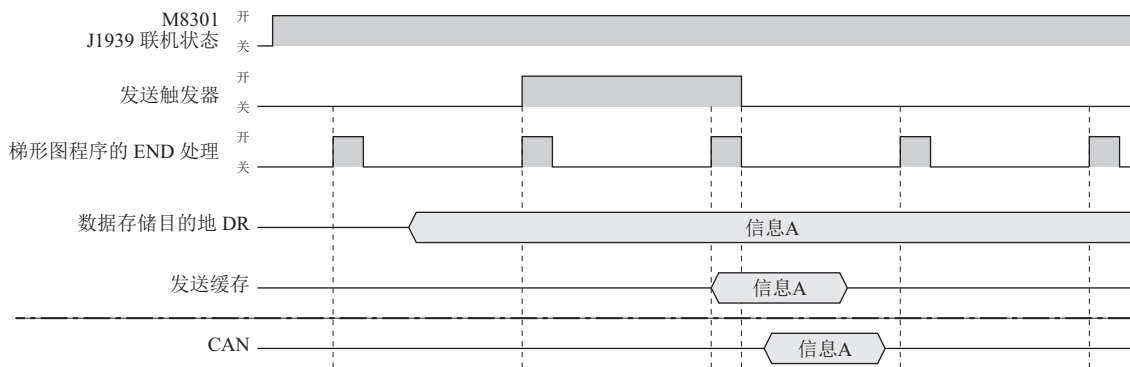 M8301 开
J1939 联机状态 关
开
发送触发器
关
开
梯形图程序的 END 处理
关
数据存储目的地 DR 信息A
发送缓存 信息A
CAN 信息A